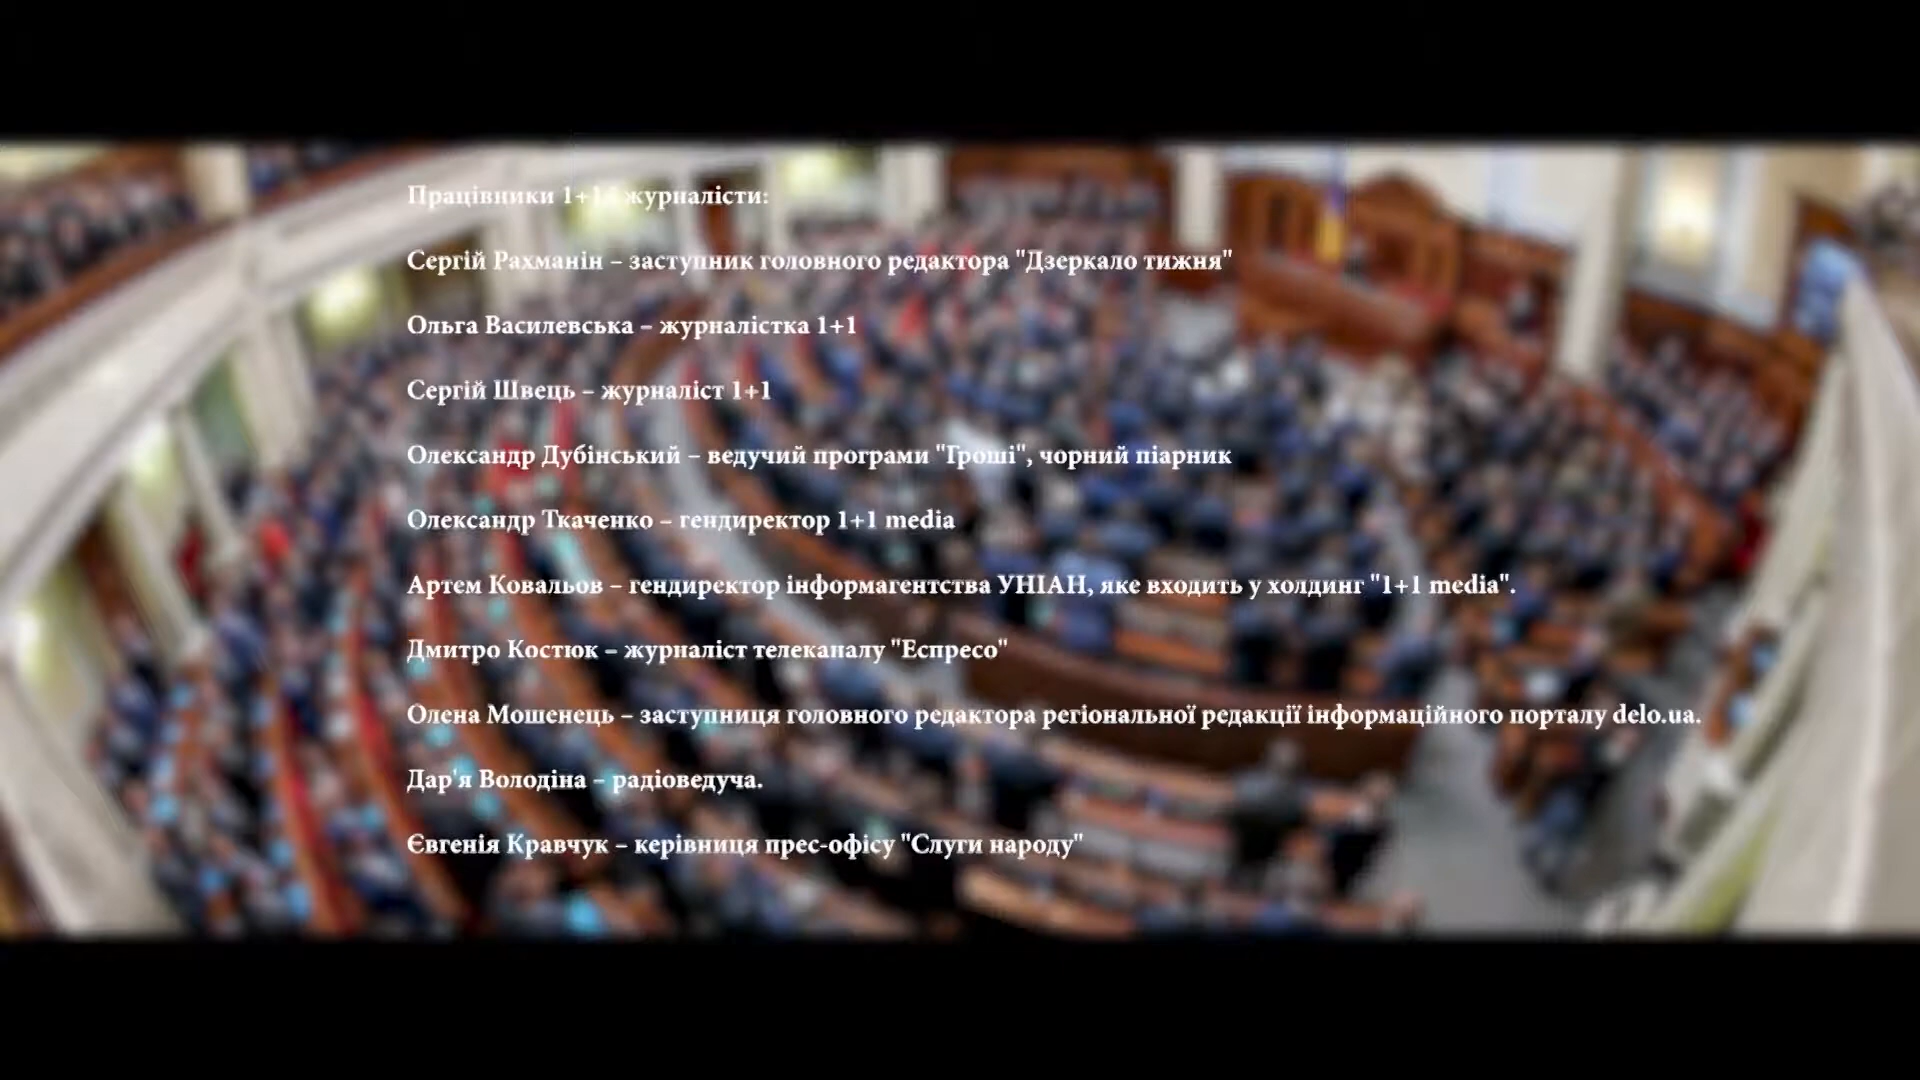 Працівники 1+1 і журналісти:
Сергій Рахманін – заступник головного редактора "Дзеркало тижня"
Ольга Василевська – журналістка 1+1
Сергій Швець – журналіст 1+1
Олександр Дубінський – ведучий програми "Гроші", чорний піарник
Олександр Ткаченко – гендиректор 1+1 media
Артем Ковальов – гендиректор інформагентства УНІАН, яке входить у холдинг "1+1 media".
Дмитро Костюк – журналіст телеканалу "Еспресо"
Олена Мошенець – заступниця головного редактора регіональної редакції інформаційного порталу delo.ua.
Дар'я Володіна – радіоведуча.
Євгенія Кравчук – керівниця прес-офісу "Слуги народу"